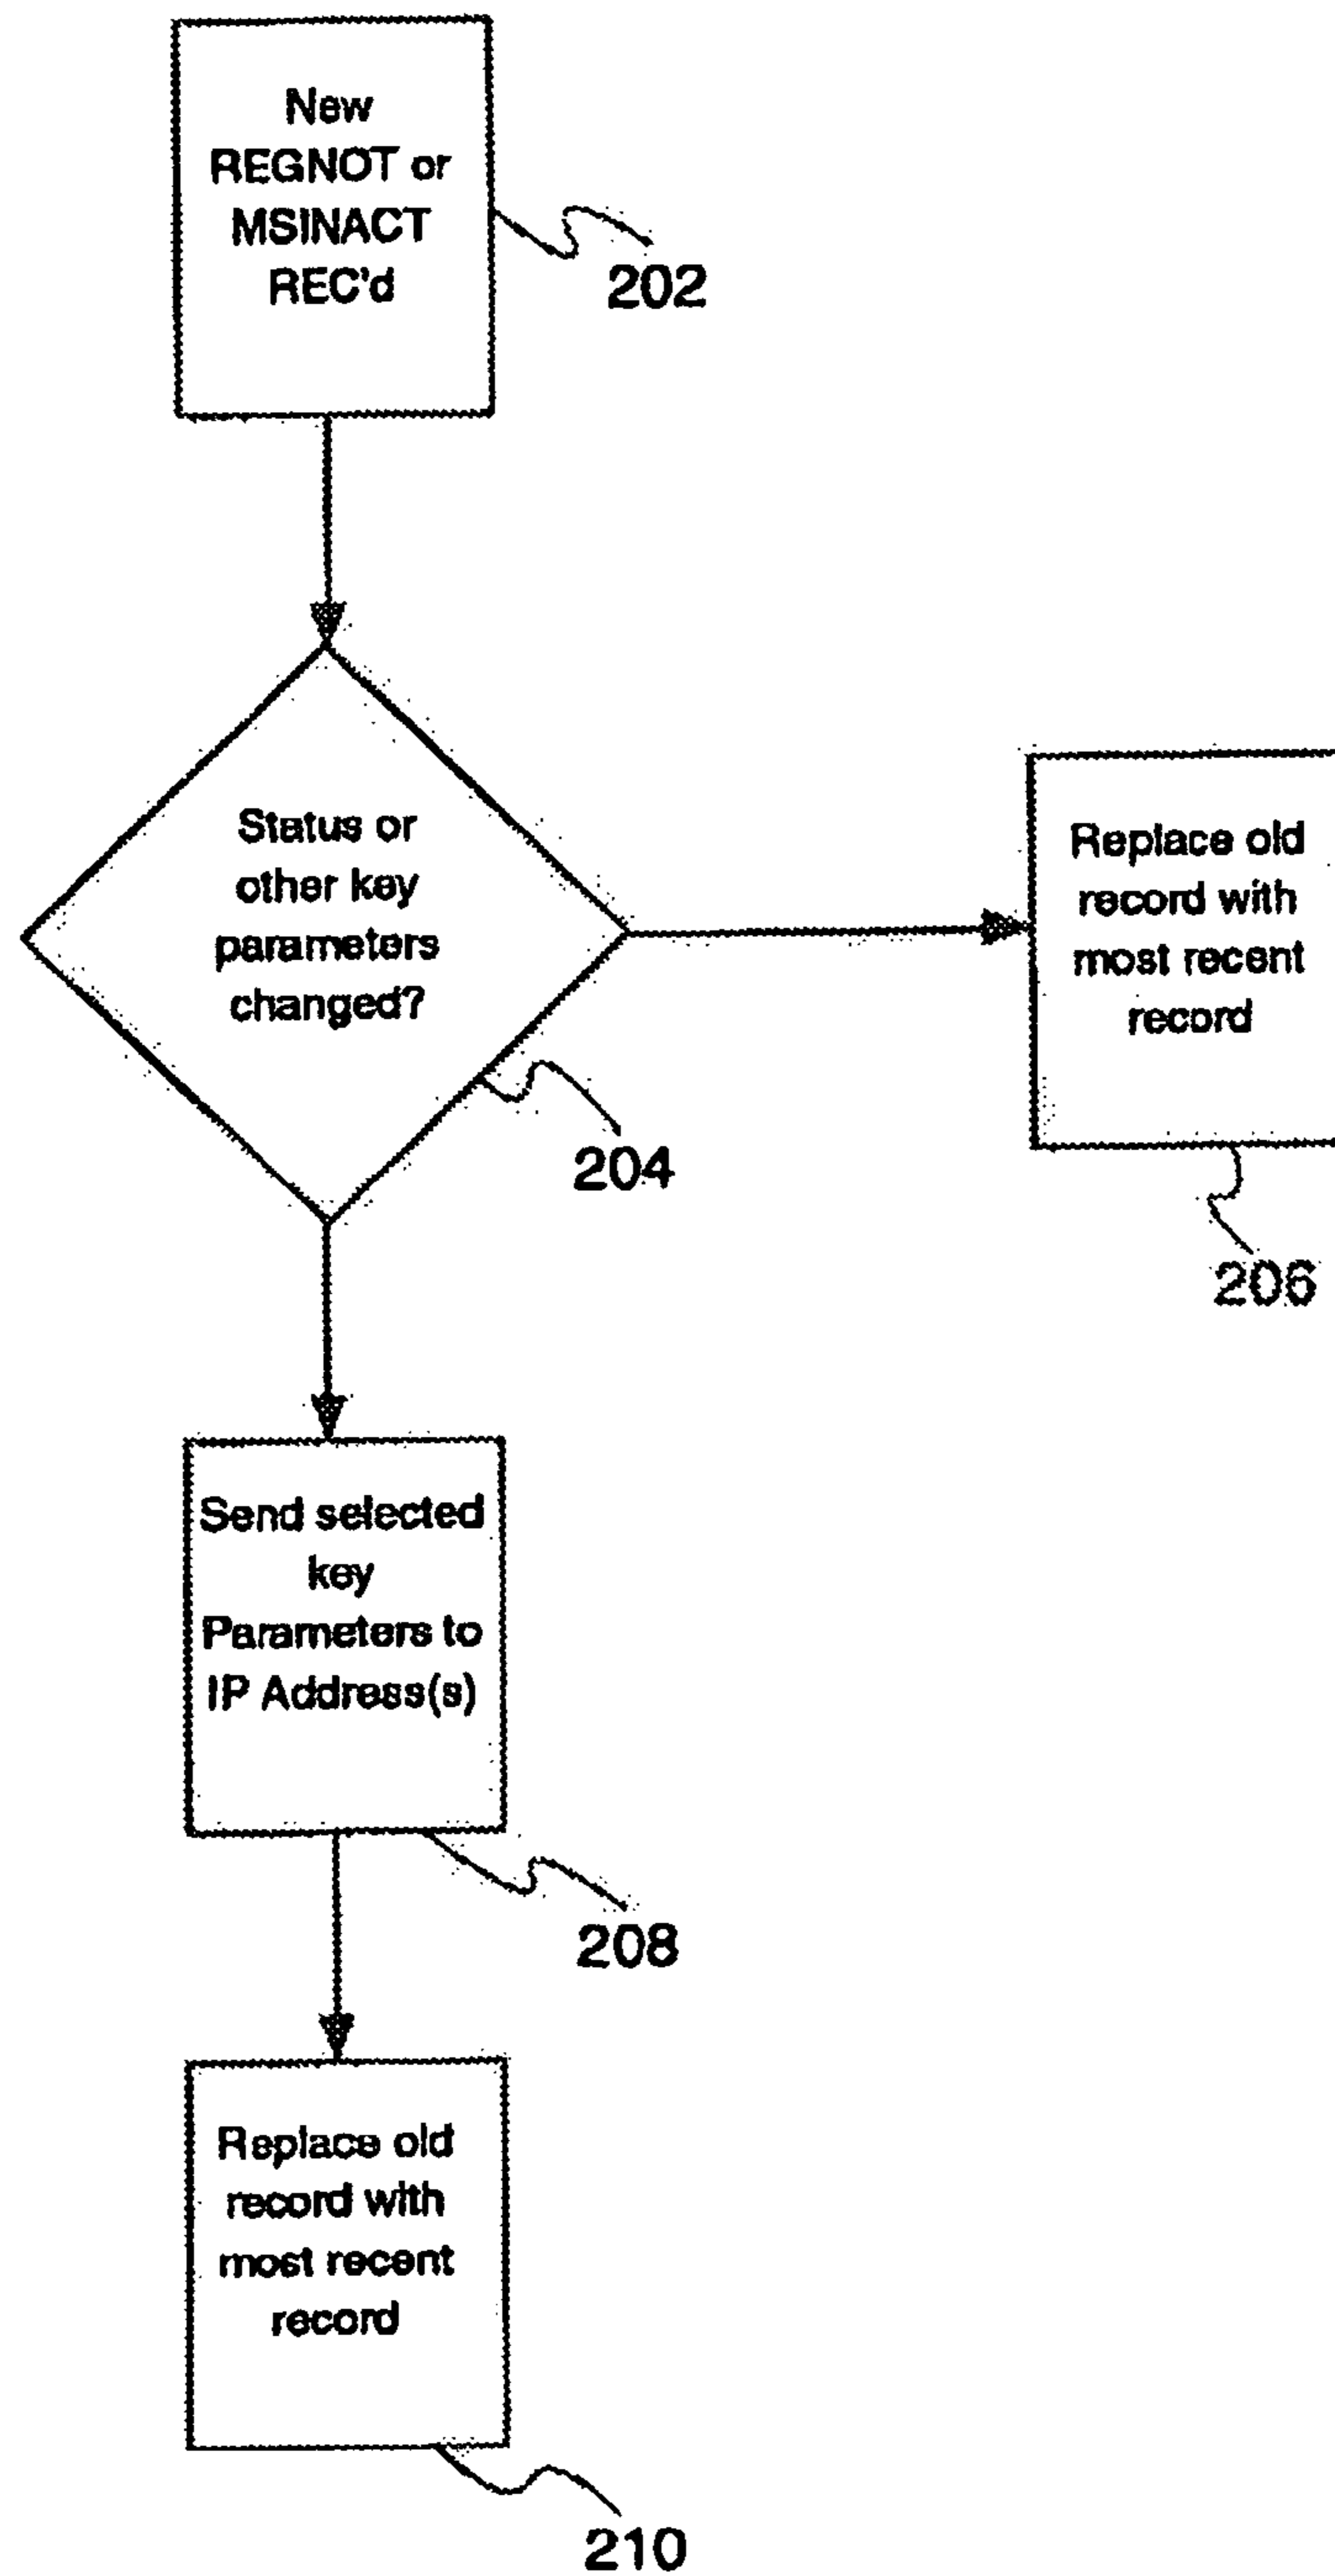 New
REGNOT or
MSINACT
REC'd
202
Status or
other key
parameters
changed?
204
Replace old
record with
most recent
record
206
Send selected
key
Parameters to
IP Address(s)
208
Replace old
record with
most recent
record
210